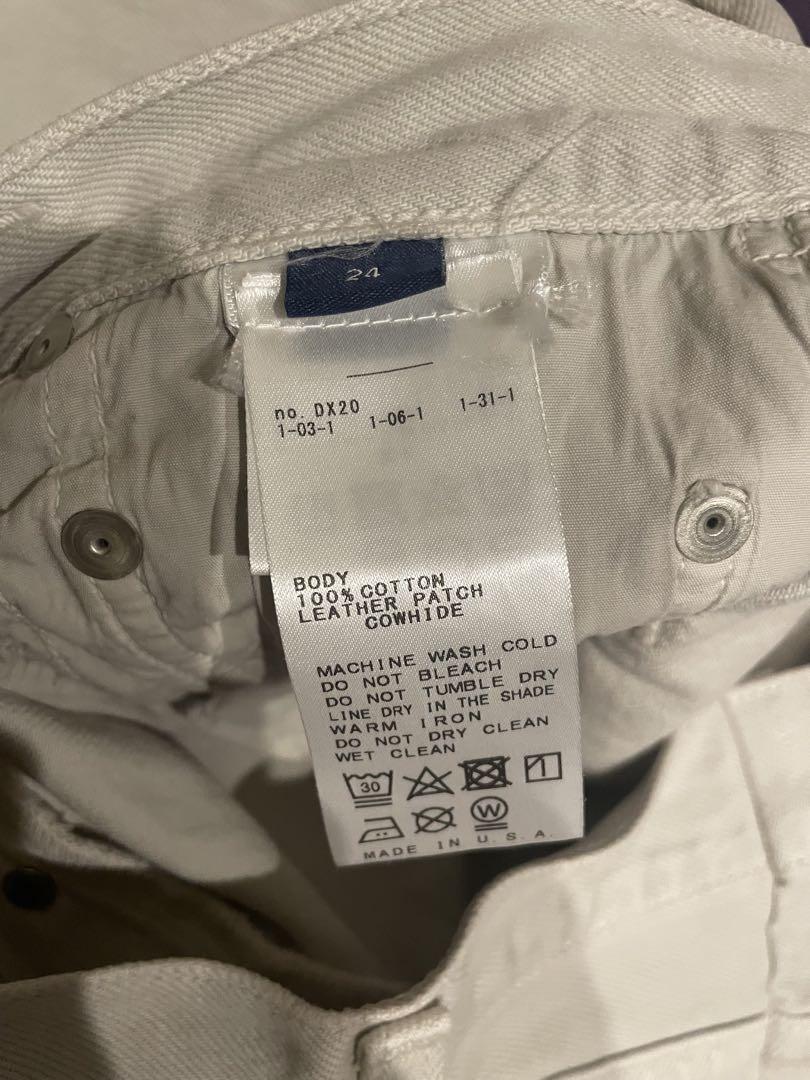 24
no. DX20
1-03-1 1-06-1 1-31-1
BODY
100% COTTON
LEATHER PATCH
COWHIDE
MACHINE WASH COLD
DO NOT BLEACH
DO NOT TUMBLE DRY
LINE DRY IN THE SHADE
WARM IRON
DO NOT DRY CLEAN
WET CLEAN
30
W
MADE IN U.S.A.